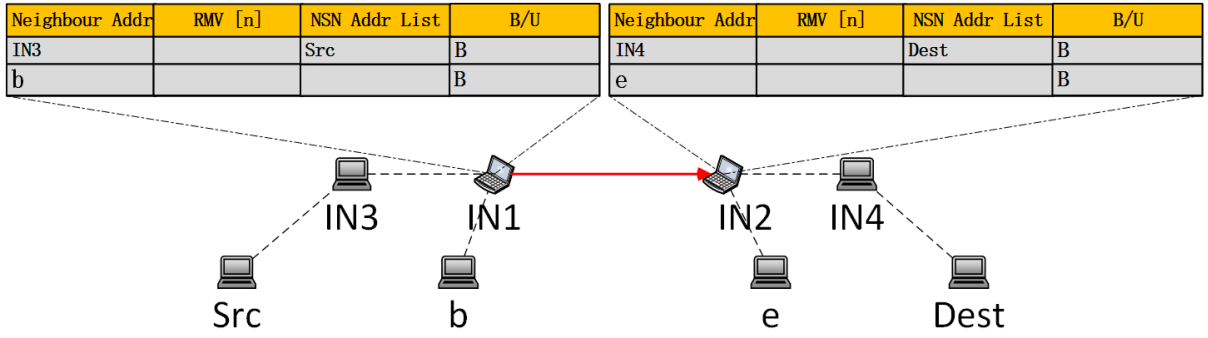 Neighbour Addr RMV [n] NSN Addr List B/U Neighbour Addr RMV [n] NSN Addr List B/U
IN3 Src B IN4 Dest B
b B e B
IN3 IN1 IN2 IN4
Src b e Dest